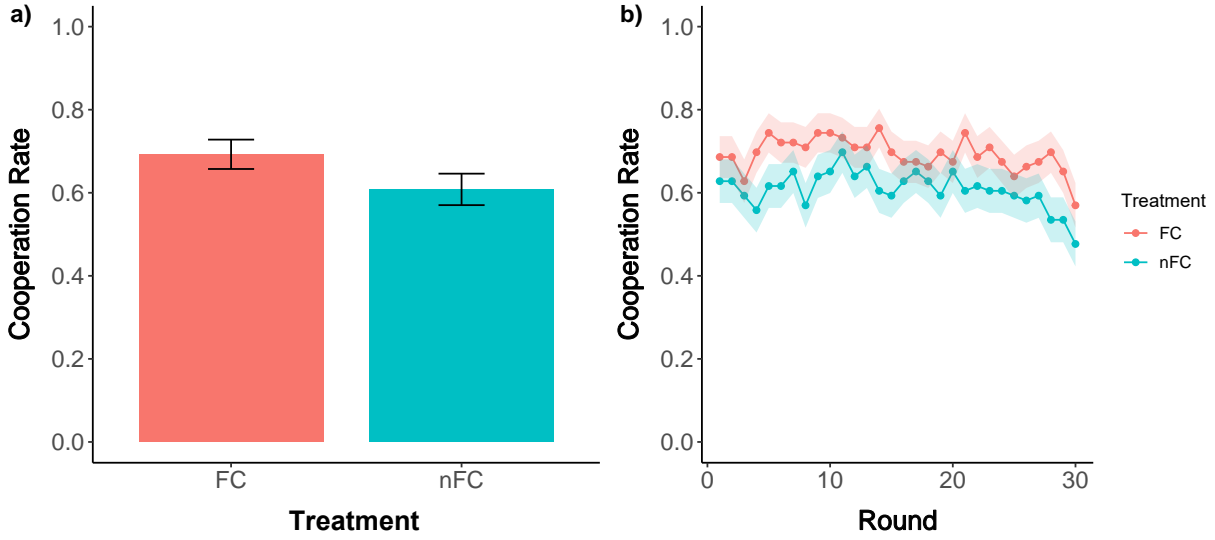 a)
1.0
0.8
0.6
0.4
0.2
0.0
Cooperation Rate
FC
nFC
Treatment
b)
1.0
0.8
0.6
0.4
0.2
0.0
Cooperation Rate
0
10
20
30
Round
Treatment
FC
nFC